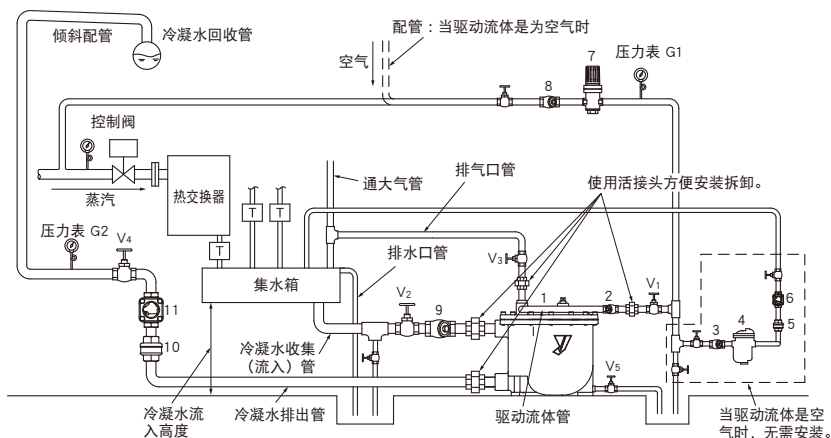 倾斜配管
冷凝水回收管
配管：当驱动流体是为空气时
空气
7
压力表 G1
8
控制阀
蒸汽
热交换器
通大气管
排气口管
使用活接头方便安装拆卸。
T
T
T
压力表 G2
V4
排水口管
V3
集水箱
V2
1
2
V1
6
11
9
3
4
5
10
冷凝水收集
（流入）管
V5
冷凝水流
入高度
冷凝水排出管
驱动流体管
当驱动流体是空
气时，无需安装。